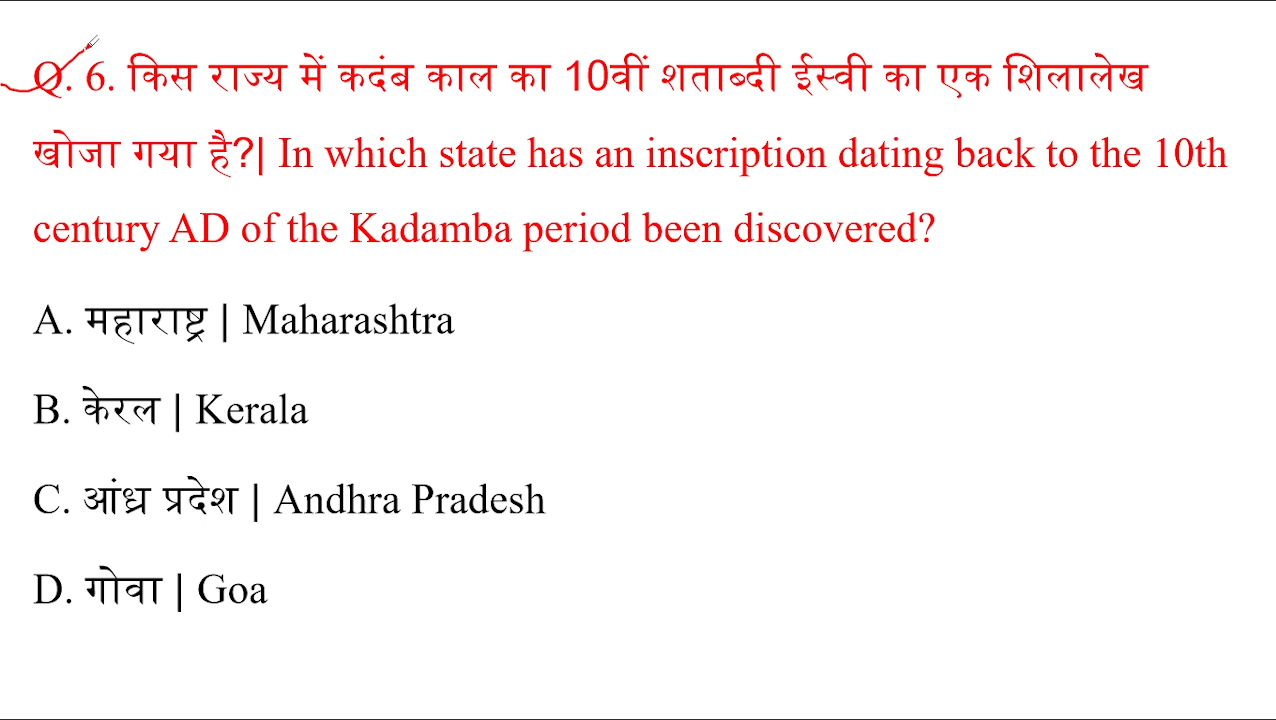 Q. 6. किस राज्य में कदंब काल का 10वीं शताब्दी ईस्वी का एक शिलालेख
खोजा गया है?| In which state has an inscription dating back to the 10th
century AD of the Kadamba period been discovered?
A. महाराष्ट्र | Maharashtra
B. केरल | Kerala
C. आंध्र प्रदेश | Andhra Pradesh
D. गोवा | Goa